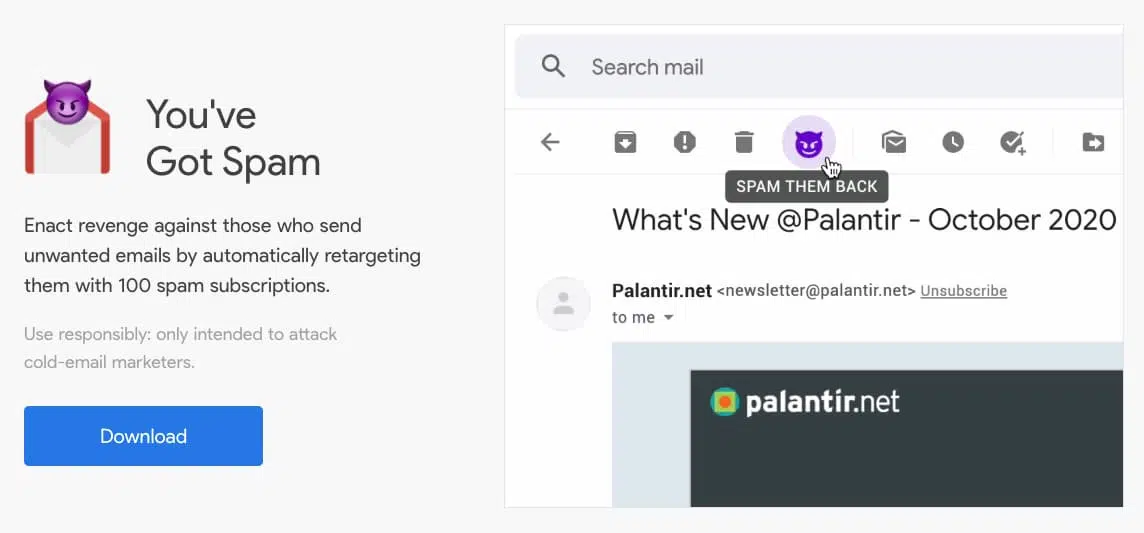 You've
Got Spam
Enact revenge against those who send
unwanted emails by automatically retargeting
them with 100 spam subscriptions.
Use responsibly: only intended to attack
cold-email marketers.
Download
Search mail
SPAM THEM BACK
What's New @Palantir - October 2020
Palantir.net <newsletter@palantir.net> Unsubscribe
to me
palantír.net